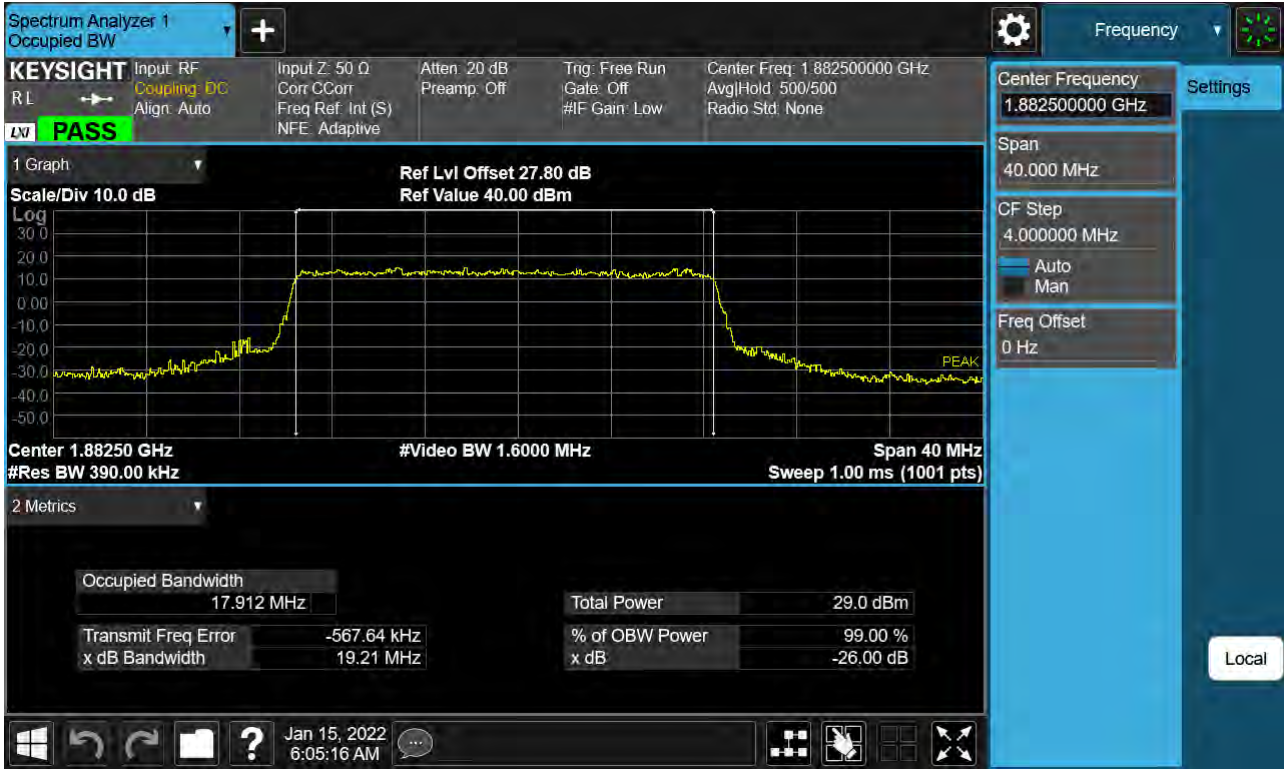 Spectrum Analyzer 1
Occupied BW
Frequency
KEYSIGHT
RL
LXI
PASS
Input: RF
Coupling: DC
Align: Auto
Input Z: 50 Ω
Corr CCorr
Freq Ref: Int (S)
NFE: Adaptive
Atten: 20 dB
Preamp: Off
Trig: Free Run
Gate: Off
#IF Gain: Low
Center Freq: 1.882500000 GHz
Avg|Hold: 500/500
Radio Std: None
1 Graph
Scale/Div 10.0 dB
Ref Lvl Offset 27.80 dB
Ref Value 40.00 dBm
Log
30.0
20.0
10.0
0.00
-10.0
-20.0
-30.0
-40.0
-50.0
PEAK
Center 1.88250 GHz
#Res BW 390.00 kHz
#Video BW 1.6000 MHz
Span 40 MHz
Sweep 1.00 ms (1001 pts)
2 Metrics
Occupied Bandwidth
17.912 MHz
Transmit Freq Error -567.64 kHz
x dB Bandwidth 19.21 MHz
Total Power 29.0 dBm
% of OBW Power 99.00 %
x dB -26.00 dB
Center Frequency
1.882500000 GHz
Span
40.000 MHz
CF Step
4.000000 MHz
Auto
Man
Freq Offset
0 Hz
Settings
Local
?
Jan 15, 2022
6:05:16 AM